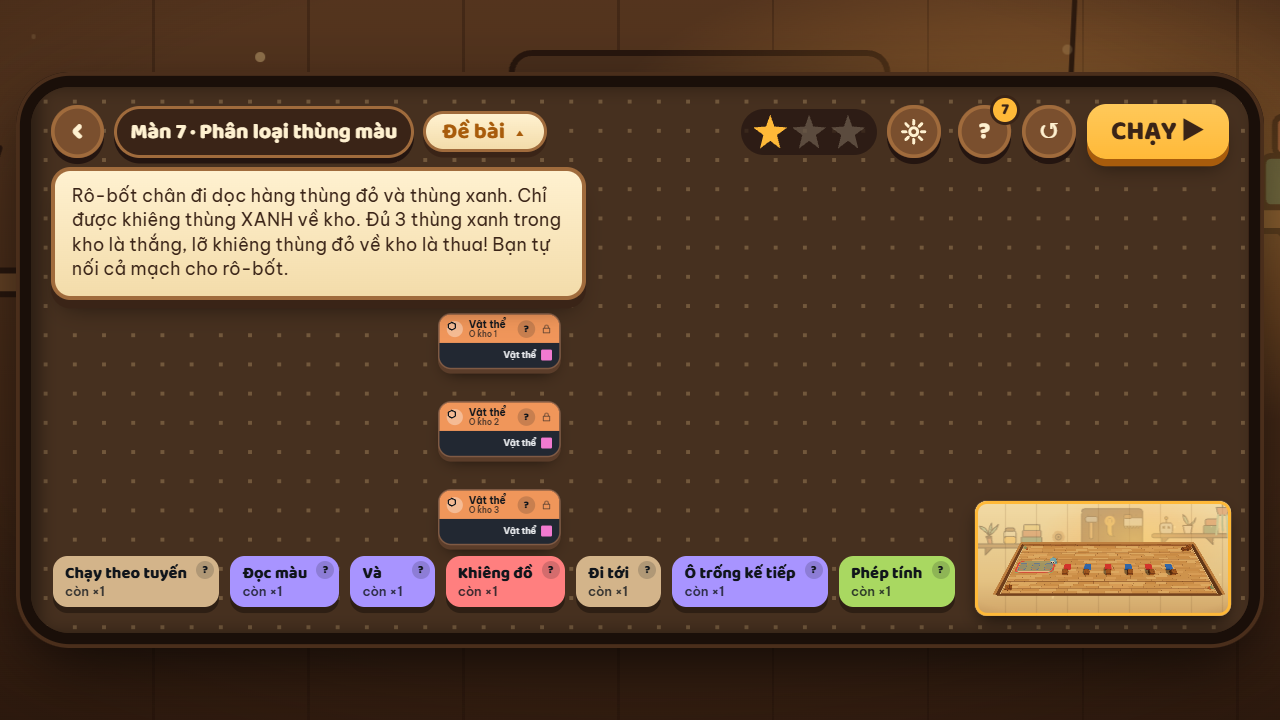 Màn 7 • Phân loại thùng màu
Đề bài ▲
?
7
CHẠY ▶
Rô-bốt chân đi dọc hàng thùng đỏ và thùng xanh. Chỉ
được khiêng thùng XANH về kho. Đủ 3 thùng xanh trong
kho là thắng, lỡ khiêng thùng đỏ về kho là thua! Bạn tự
nối cả mạch cho rô-bốt.
Vật thể
Ô kho 1
?
Vật thể
Vật thể
Ô kho 2
?
Vật thể
Vật thể
Ô kho 3
?
Vật thể
Chạy theo tuyến ?
còn ×1
Đọc màu ?
còn ×1
Và ?
còn ×1
Khiêng đồ ?
còn ×1
Đi tới ?
còn ×1
Ô trống kế tiếp ?
còn ×1
Phép tính ?
còn ×1